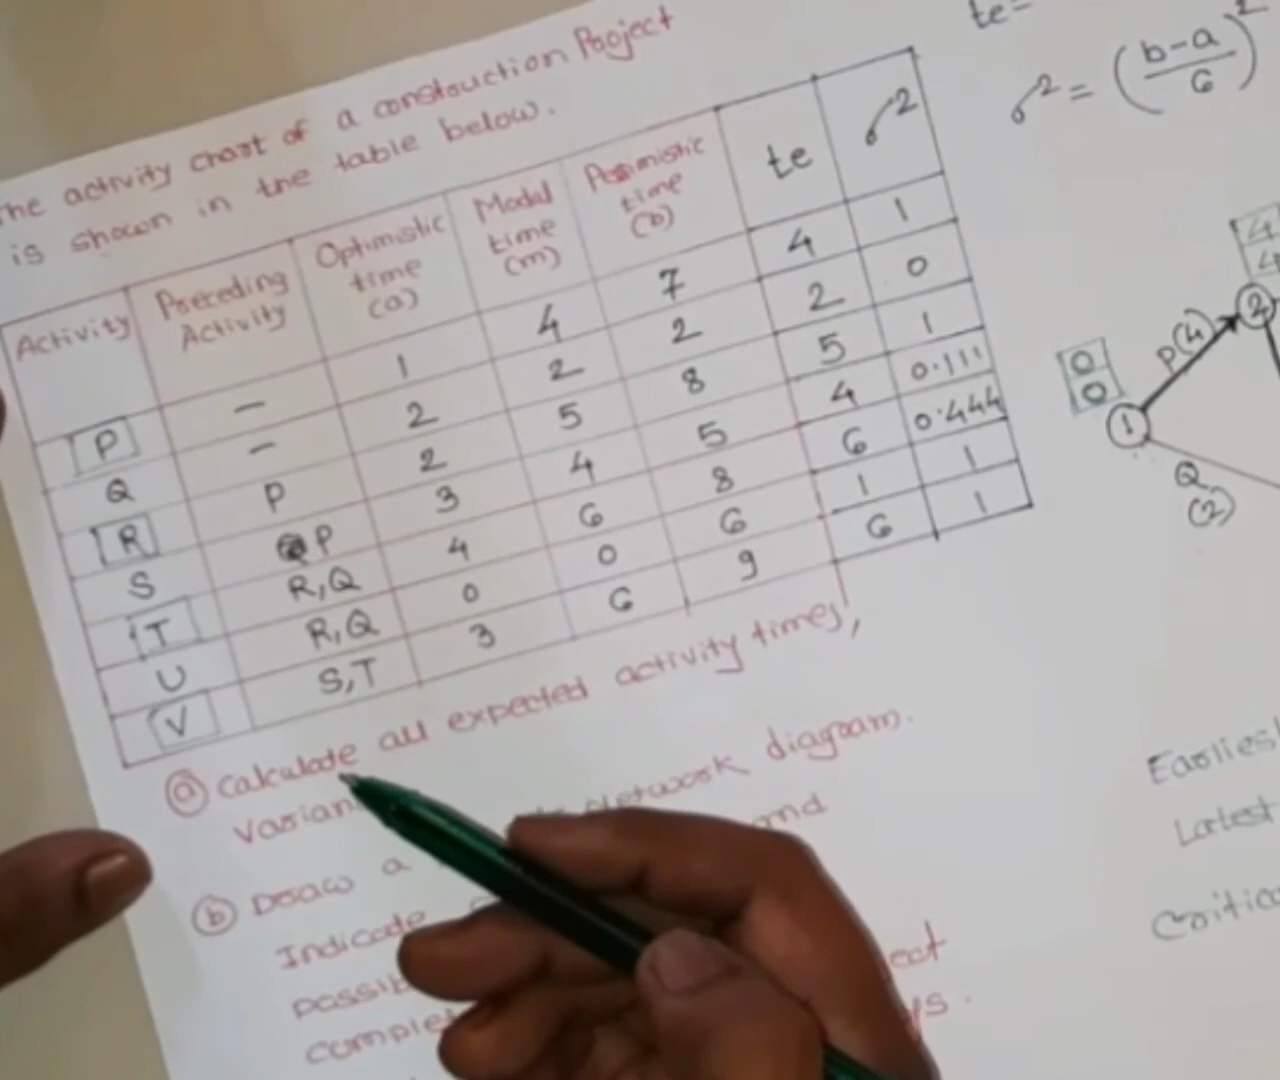 The activity chart of a construction Project
is shown in the table below.
Activity Preceding Activity Optimistic time (a) Modal time (m) Pessimistic time (b) te σ²
P — 1 4 7 4 1
Q — 2 2 2 2 0
R P 2 5 8 5 1
S P 3 4 5 4 0.111
T R,Q 4 6 8 6 0.444
U R,Q 0 0 6 1 1
V S,T 3 6 9 6 1
(a) Calculate all expected activity times,
Varian
(b) Draw a Network diagram.
Indicate and
possib
complet ect
ys.
te=
σ² = (b-a/6)²
4
4
0
0
1
2
P(4)
Q
(2)
Earliest
Latest
Critica